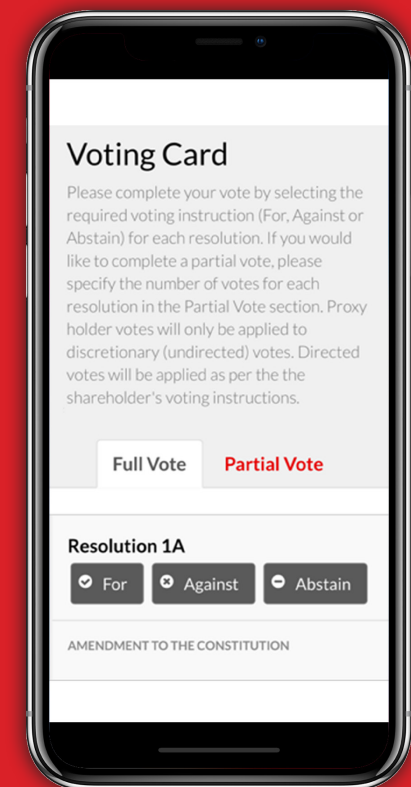 Voting Card
Please complete your vote by selecting the
required voting instruction (For, Against or
Abstain) for each resolution. If you would
like to complete a partial vote, please
specify the number of votes for each
resolution in the Partial Vote section. Proxy
holder votes will only be applied to
discretionary (undirected) votes. Directed
votes will be applied as per the the
shareholder's voting instructions.
Full Vote Partial Vote
Resolution 1A
For Against Abstain
AMENDMENT TO THE CONSTITUTION